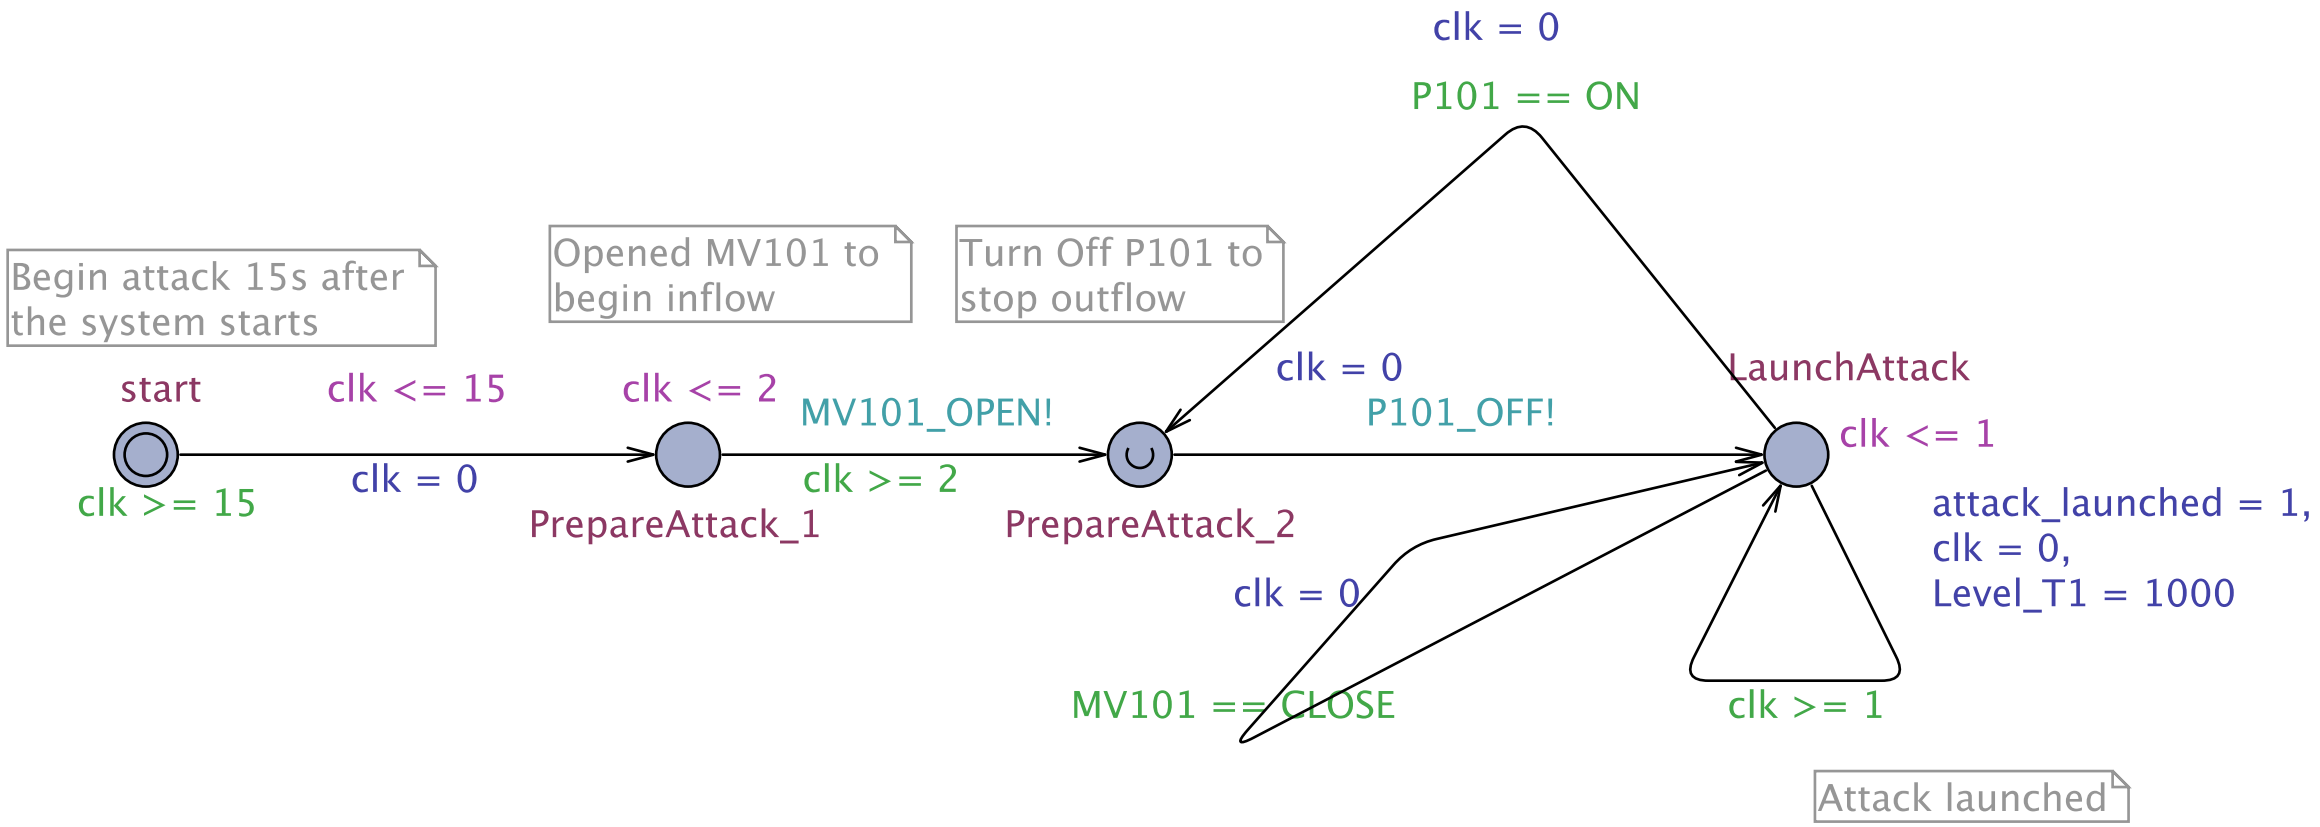 clk = 0
P101 == ON
Begin attack 15s after
the system starts
Opened MV101 to
begin inflow
Turn Off P101 to
stop outflow
start
clk <= 15
clk >= 15
clk = 0
clk <= 2
PrepareAttack_1
MV101_OPEN!
clk >= 2
PrepareAttack_2
clk = 0
P101_OFF!
LaunchAttack
clk <= 1
attack_launched = 1,
clk = 0,
Level_T1 = 1000
clk = 0
MV101 == CLOSE
clk >= 1
Attack launched